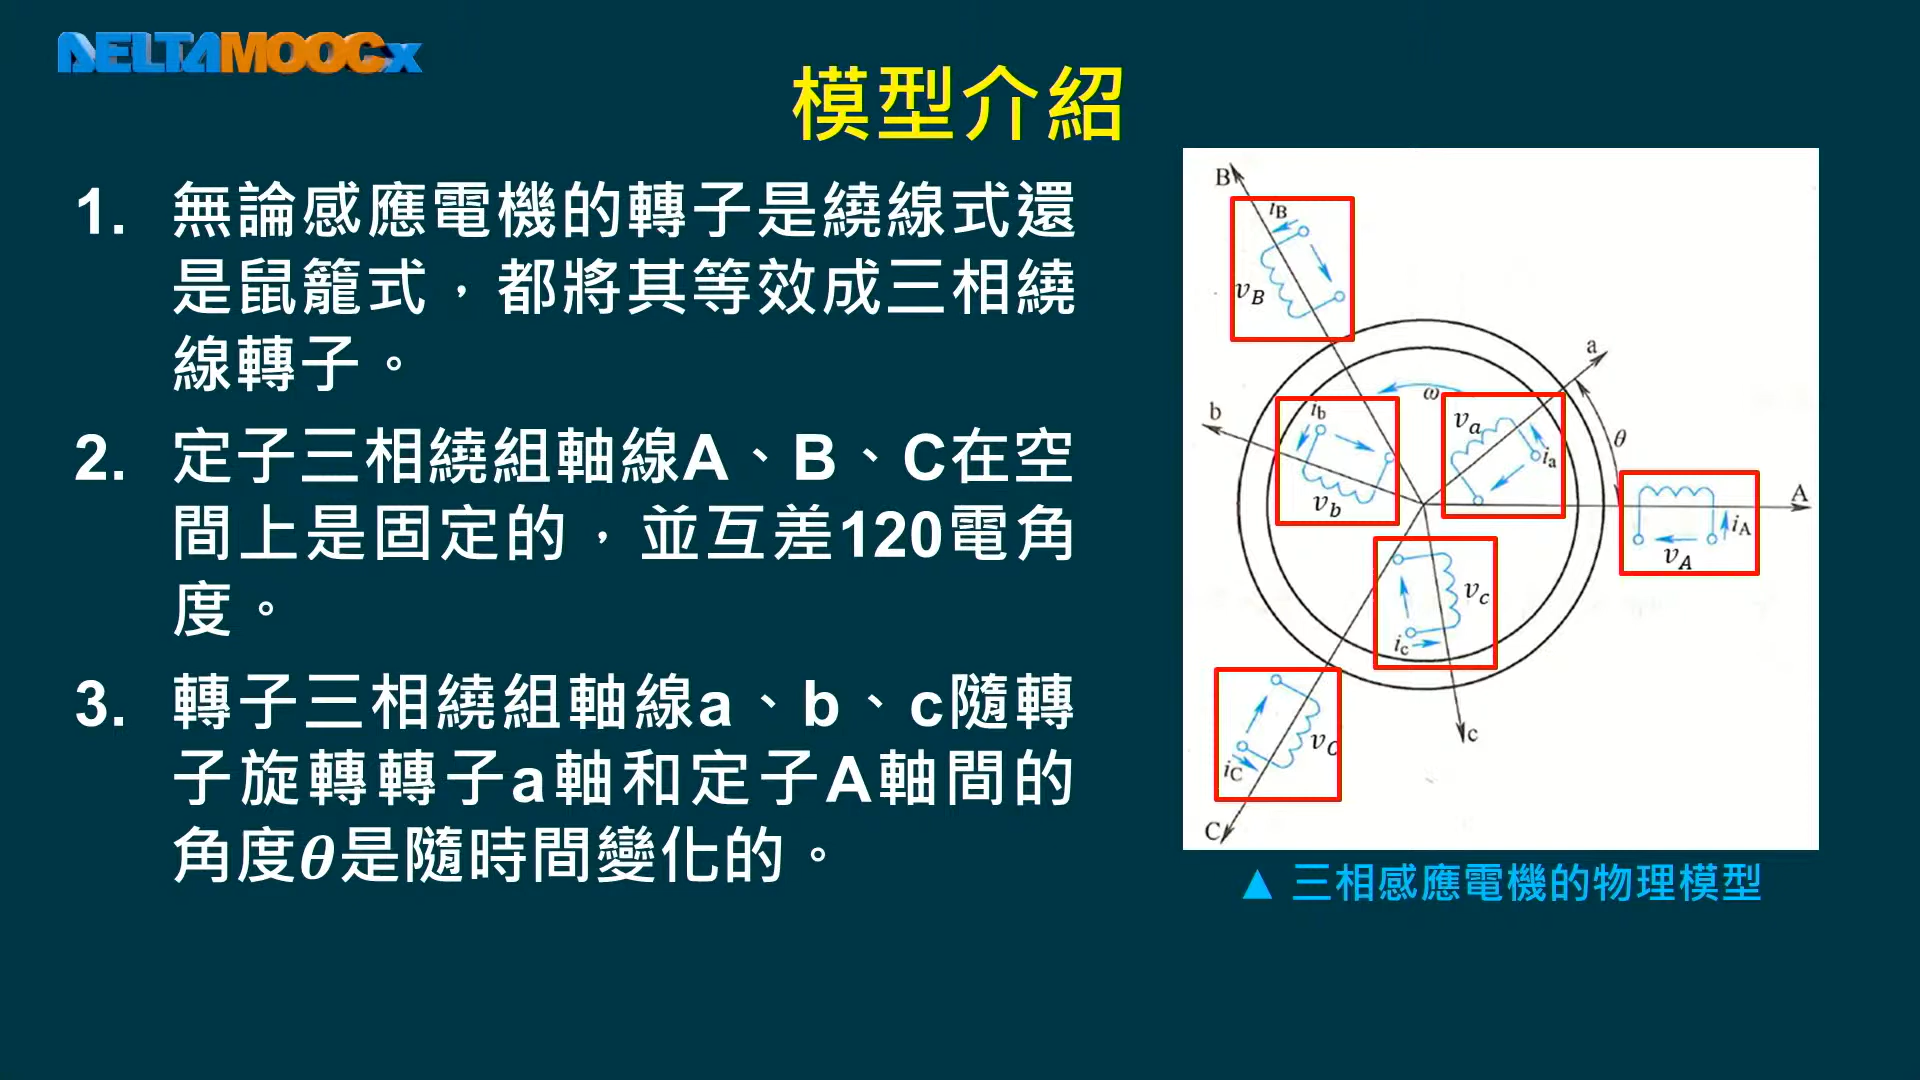 DELTAMOOCx
模型介紹
1. 無論感應電機的轉子是繞線式還
是鼠籠式，都將其等效成三相繞
線轉子。
2. 定子三相繞組軸線A、B、C在空
間上是固定的，並互差120電角
度。
3. 轉子三相繞組軸線a、b、c隨轉
子旋轉轉子a軸和定子A軸間的
角度θ是隨時間變化的。
B
iB
vB
a
ω
b
ib
vb
va
ia
θ
A
iA
vA
vc
ic
c
vC
iC
C
▲ 三相感應電機的物理模型